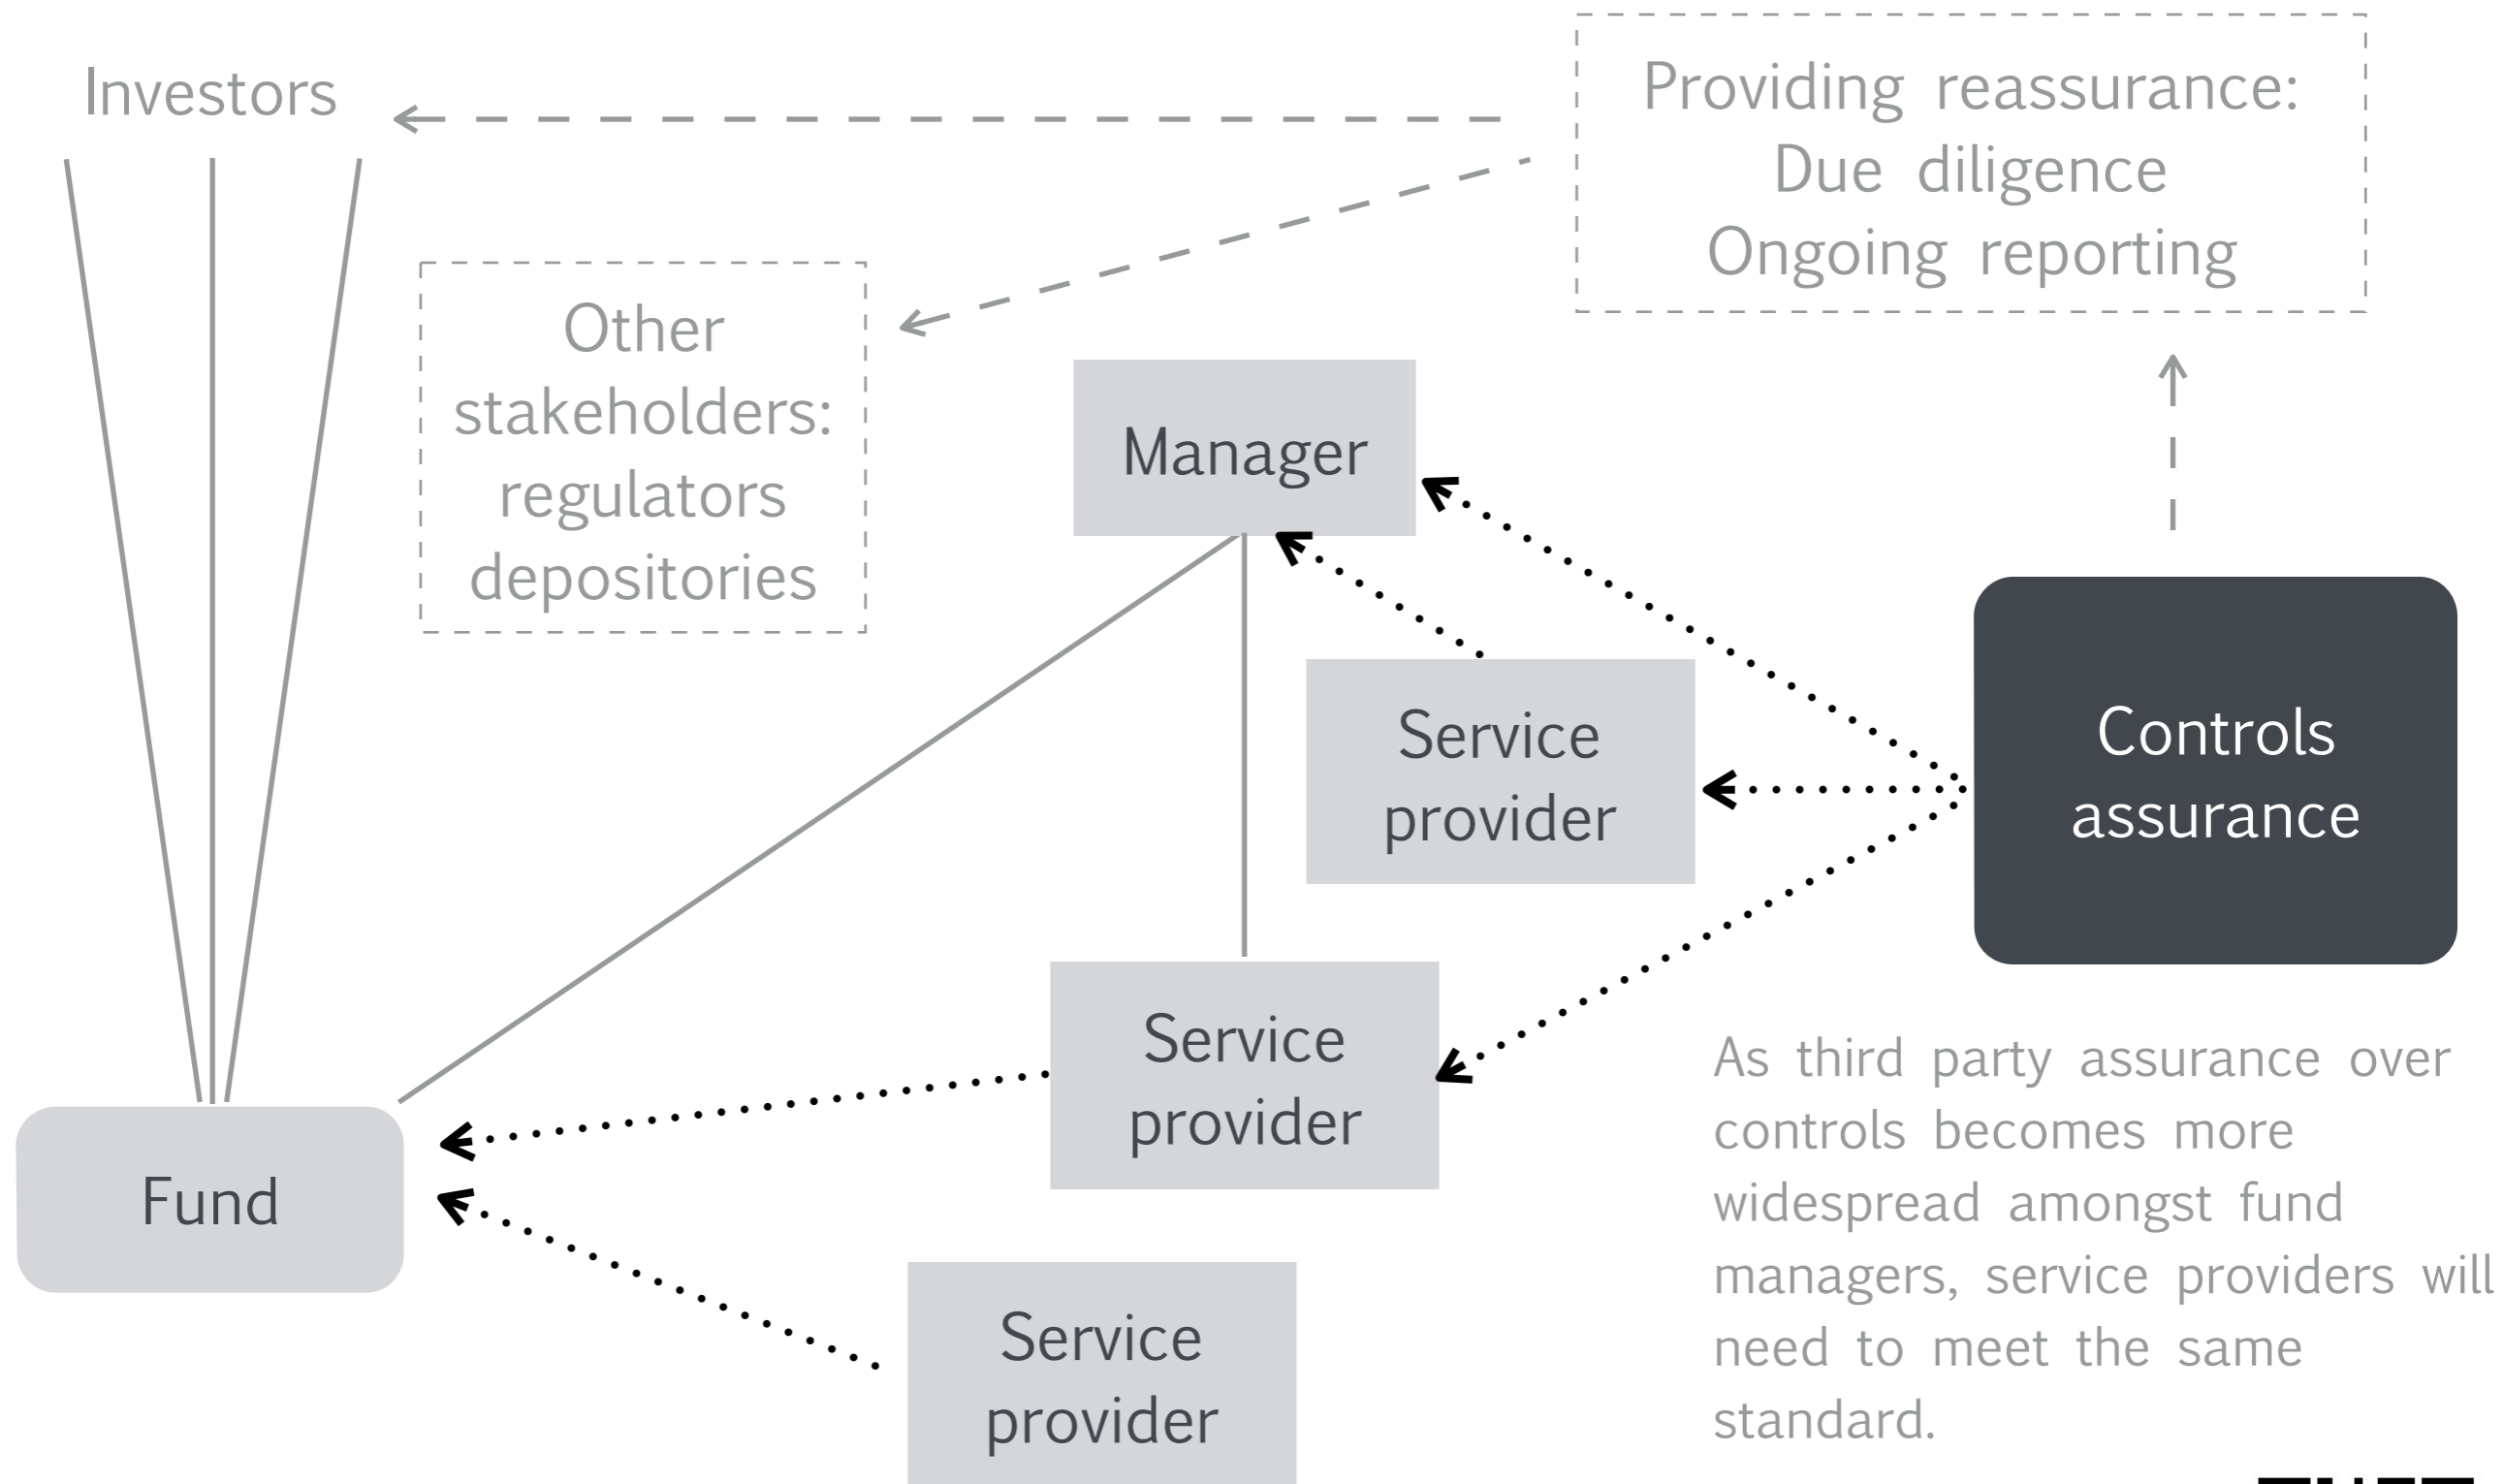 Investors
Providing reassurance:
Due diligence
Ongoing reporting
Other
stakeholders:
regulators
depositories
Manager
Service
provider
Controls
assurance
Service
provider
Fund
Service
provider
As third party assurance over
controls becomes more
widespread amongst fund
managers, service providers will
need to meet the same
standard.